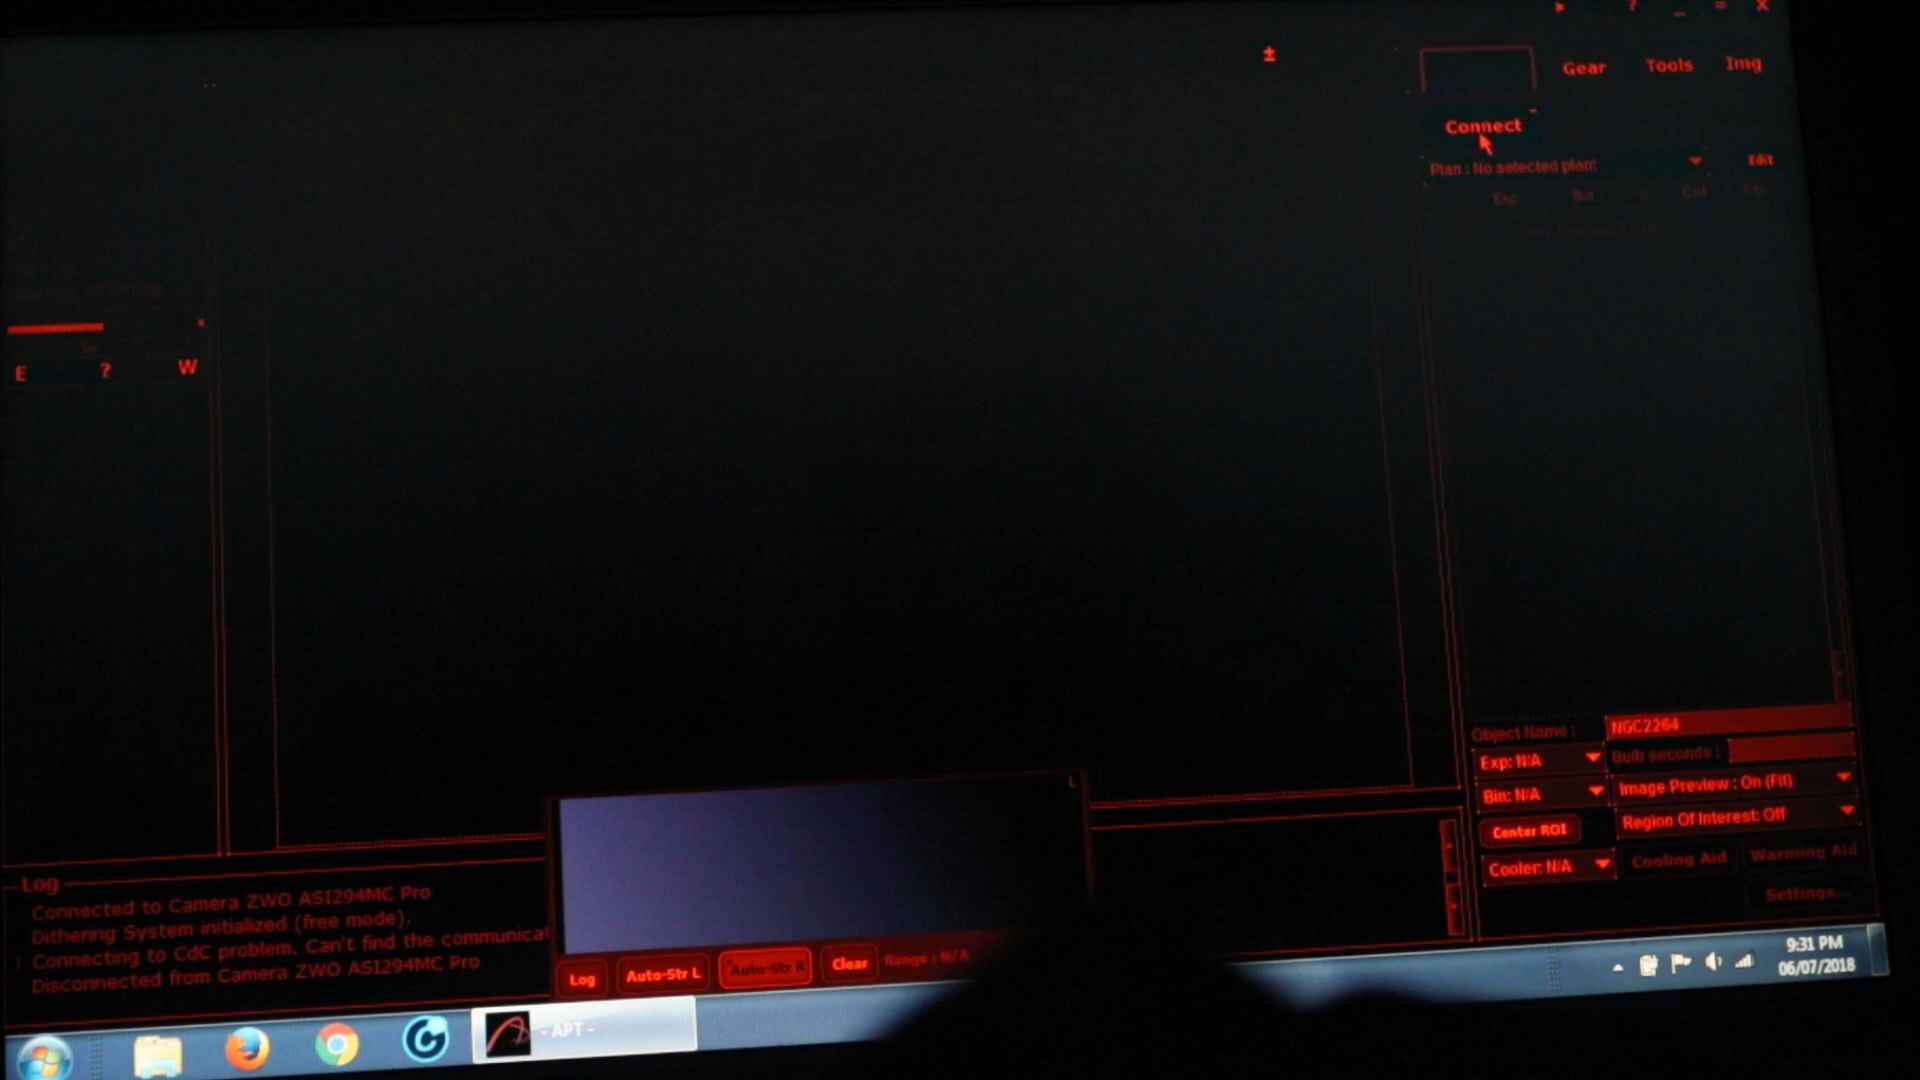 ? _ = X
±
Gear Tools Img
Connect
Plan : No selected plan! Edit
Exp Bin
E ? W
Object Name : NGC2264
Exp: N/A Bulb seconds :
Bin: N/A Image Preview : On (Fit)
Center ROI Region Of Interest: Off
Cooler: N/A Cooling Aid Warming Aid
Settings...
Log
Connected to Camera ZWO ASI294MC Pro
Dithering System initialized (free mode).
! Connecting to CdC problem. Can't find the communicat
Disconnected from Camera ZWO ASI294MC Pro
L
Log Auto-Str L Auto-Str R Clear Range : N/A
- APT -
9:31 PM
06/07/2018